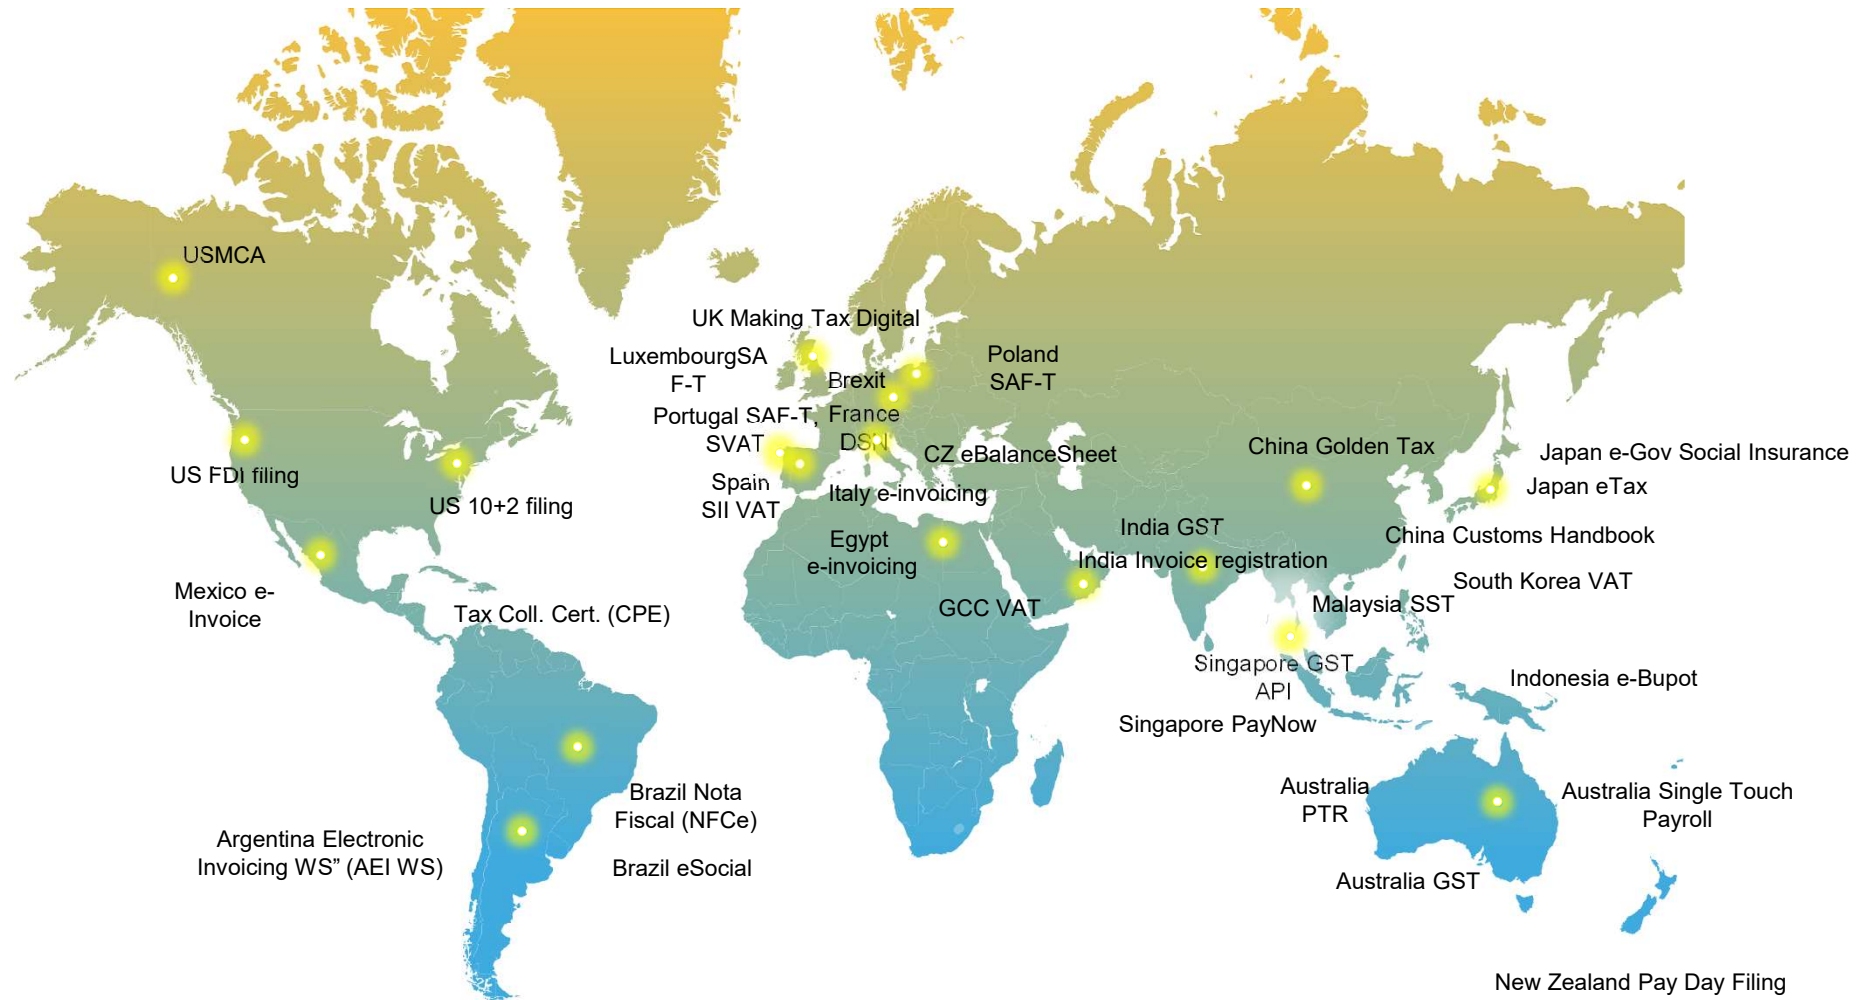 USMCA
UK Making Tax Digital
LuxembourgSA
F-T
Brexit
Poland
SAF-T
Portugal SAF-T,
SVAT
France
DSN
CZ eBalanceSheet
China Golden Tax
Japan e-Gov Social Insurance
Japan eTax
US FDI filing
US 10+2 filing
Spain
SII VAT
Italy e-invoicing
Egypt
e-invoicing
India GST
India Invoice registration
China Customs Handbook
South Korea VAT
Mexico e-
Invoice
Tax Coll. Cert. (CPE)
GCC VAT
Malaysia SST
Singapore GST
API
Singapore PayNow
Indonesia e-Bupot
Brazil Nota
Fiscal (NFCe)
Brazil eSocial
Argentina Electronic
Invoicing WS” (AEI WS)
Australia
PTR
Australia Single Touch
Payroll
Australia GST
New Zealand Pay Day Filing